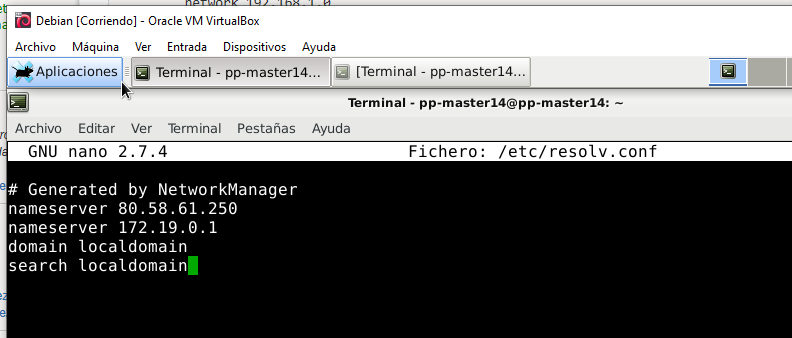 network 192.168.1.0
Debian [Corriendo] - Oracle VM VirtualBox
Archivo Máquina Ver Entrada Dispositivos Ayuda
Aplicaciones Terminal - pp-master14... [Terminal - pp-master14...
Terminal - pp-master14@pp-master14: ~
Archivo Editar Ver Terminal Pestañas Ayuda
GNU nano 2.7.4 Fichero: /etc/resolv.conf
# Generated by NetworkManager
nameserver 80.58.61.250
nameserver 172.19.0.1
domain localdomain
search localdomain